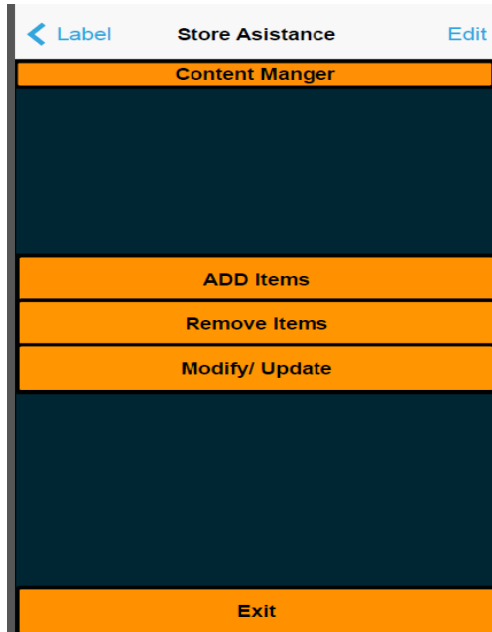 Label Store Asistance Edit
Content Manger
ADD Items
Remove Items
Modify/ Update
Exit